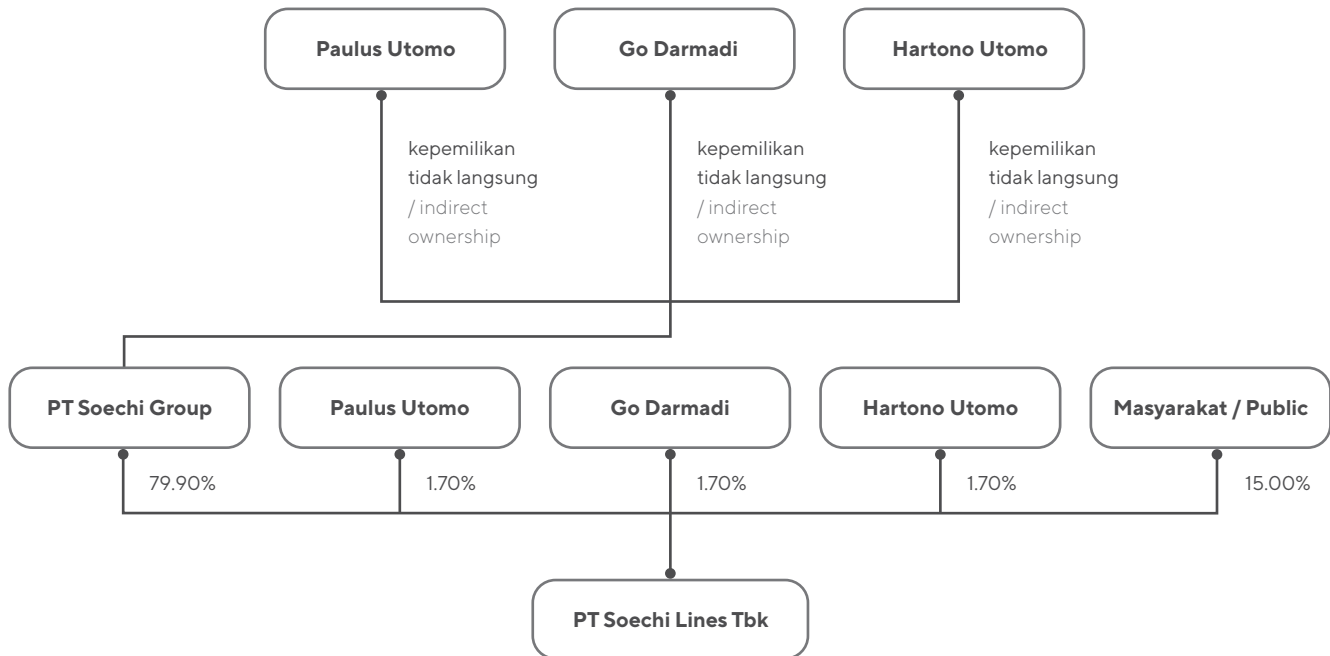 Paulus Utomo
Go Darmadi
Hartono Utomo
kepemilikan
tidak langsung
/ indirect
ownership
kepemilikan
tidak langsung
/ indirect
ownership
kepemilikan
tidak langsung
/ indirect
ownership
PT Soechi Group
Paulus Utomo
Go Darmadi
Hartono Utomo
Masyarakat / Public
79.90%
1.70%
1.70%
1.70%
15.00%
PT Soechi Lines Tbk